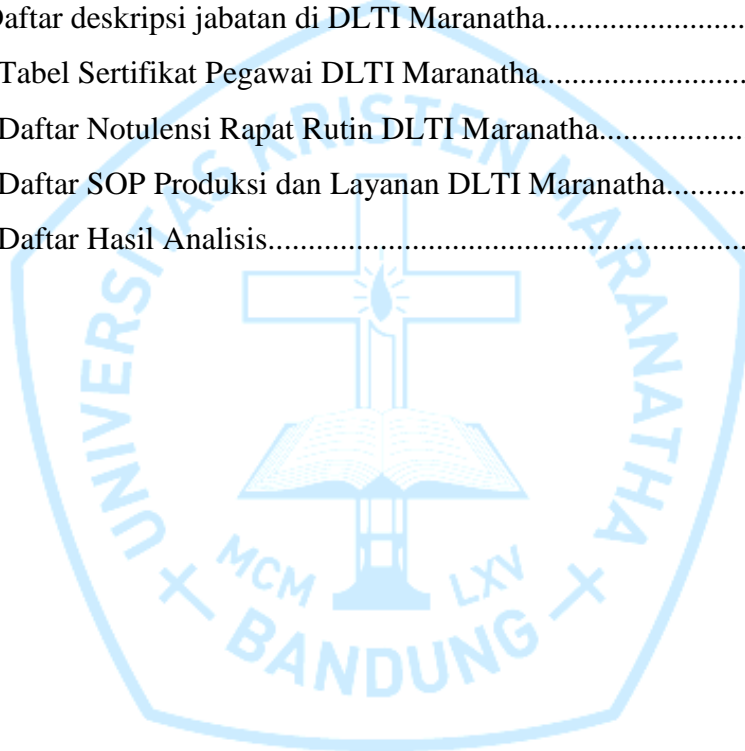 Daftar deskripsi jabatan di DLTI Maranatha............................
Tabel Sertifikat Pegawai DLTI Maranatha............................
Daftar Notulensi Rapat Rutin DLTI Maranatha....................
Daftar SOP Produksi dan Layanan DLTI Maranatha...........
Daftar Hasil Analisis..................................................................
UNIVERSITAS KRISTEN MARANATHA
MCM LXV
BANDUNG